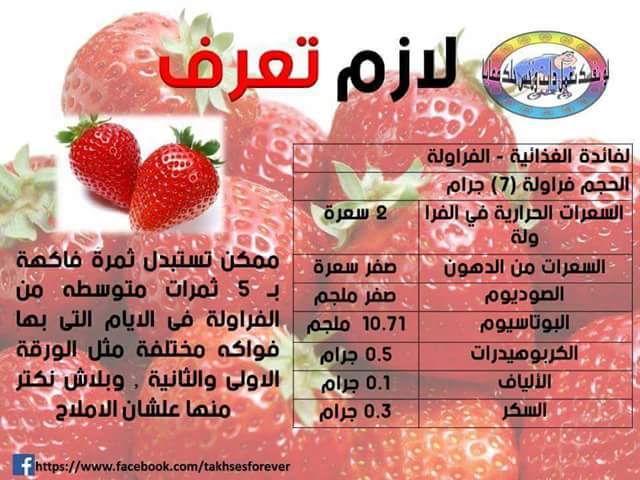 لازم تعرف
لفائدة الغذائية - الفراولة
الحجم فراولة (7) جرام
السعرات الحرارية في الفرا
ولة
2 سعرة
السعرات من الدهون صفر سعرة
الصوديوم صفر ملجم
البوتاسيوم 10.71 ملجم
الكربوهيدرات 0.5 جرام
الألياف 0.1 جرام
السكر 0.3 جرام
ممكن تستبدل ثمرة فاكهة
بـ 5 ثمرات متوسطه من
الفراولة فى الايام التى بها
فواكه مختلفة مثل الورقة
الاولى والثانية , وبلاش نكتر
منها علشان الاملاح
https://www.facebook.com/takhsesforever